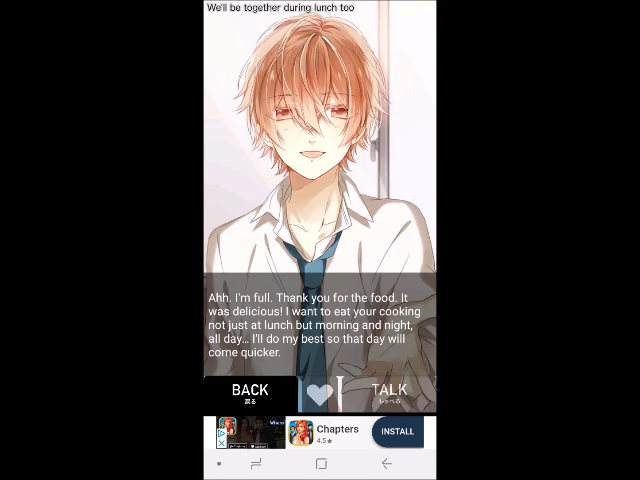 We'll be together during lunch too
Ahh. I'm full. Thank you for the food. It
was delicious! I want to eat your cooking
not just at lunch but morning and night,
all day... I'll do my best so that day will
come quicker.
BACK
戻る
TALK
しゃべる
Chapters
4.5★
INSTALL